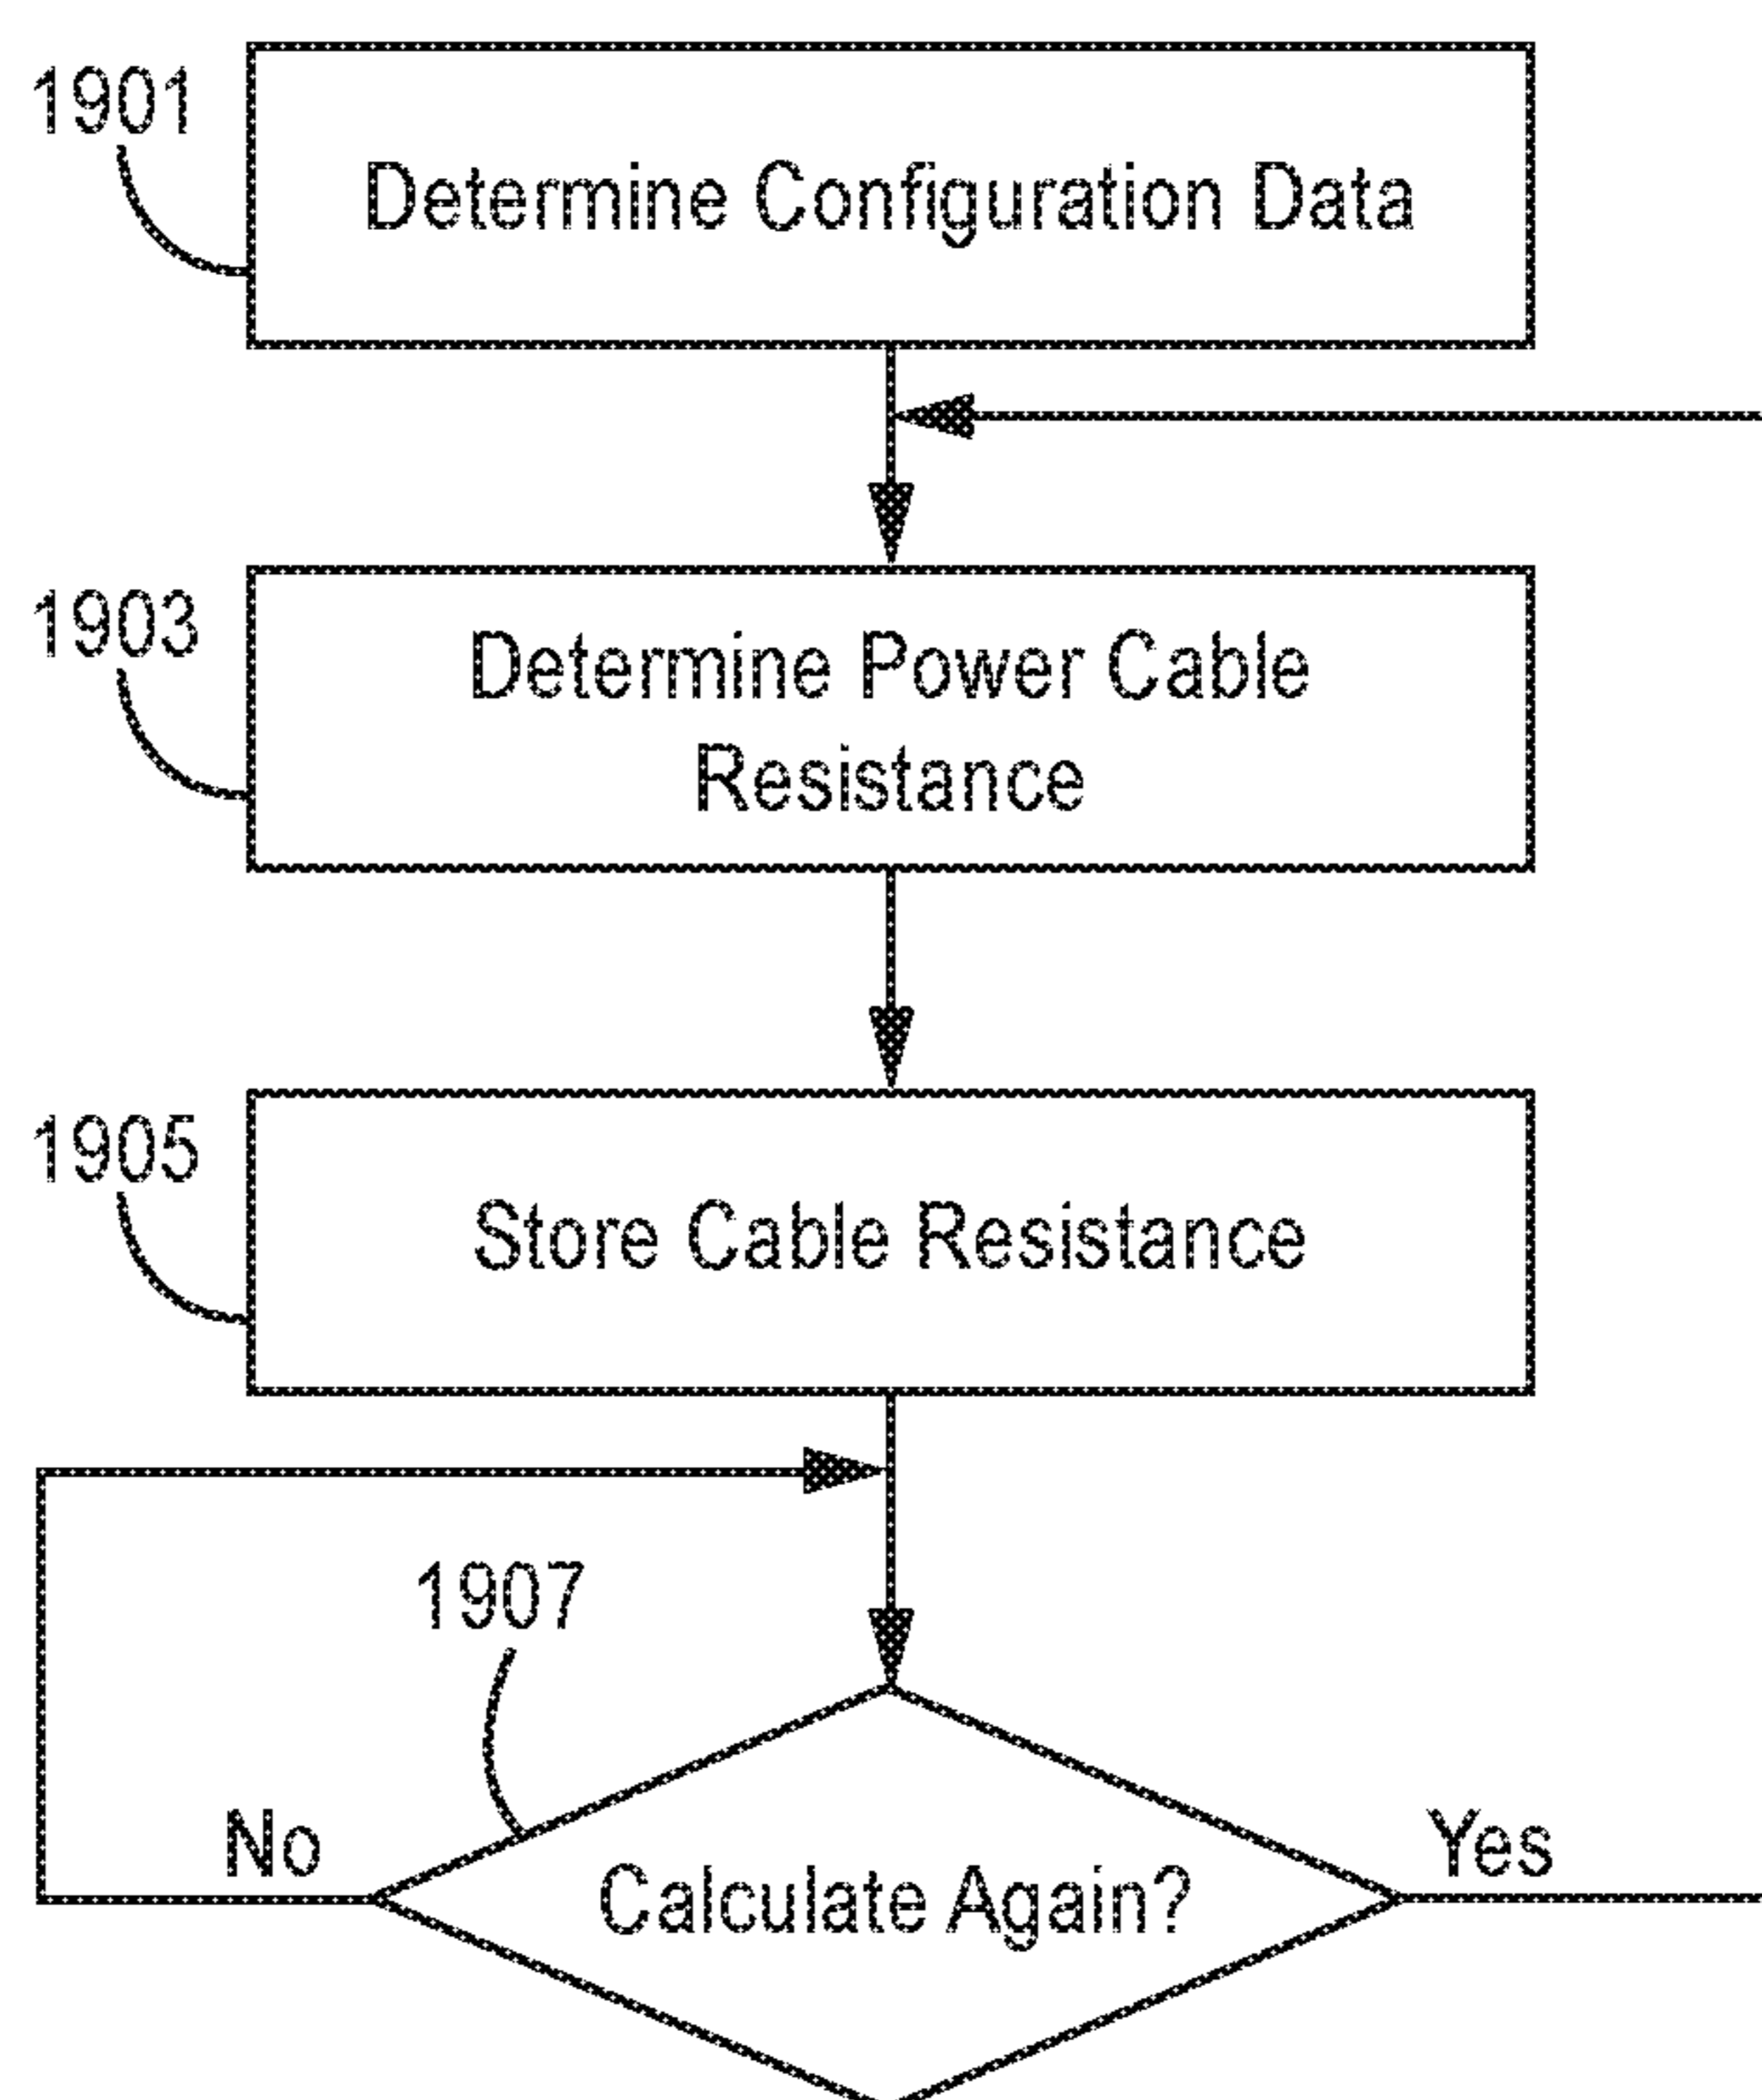 1901
Determine Configuration Data
1903
Determine Power Cable
Resistance
1905
Store Cable Resistance
1907
No
Yes
Calculate Again?